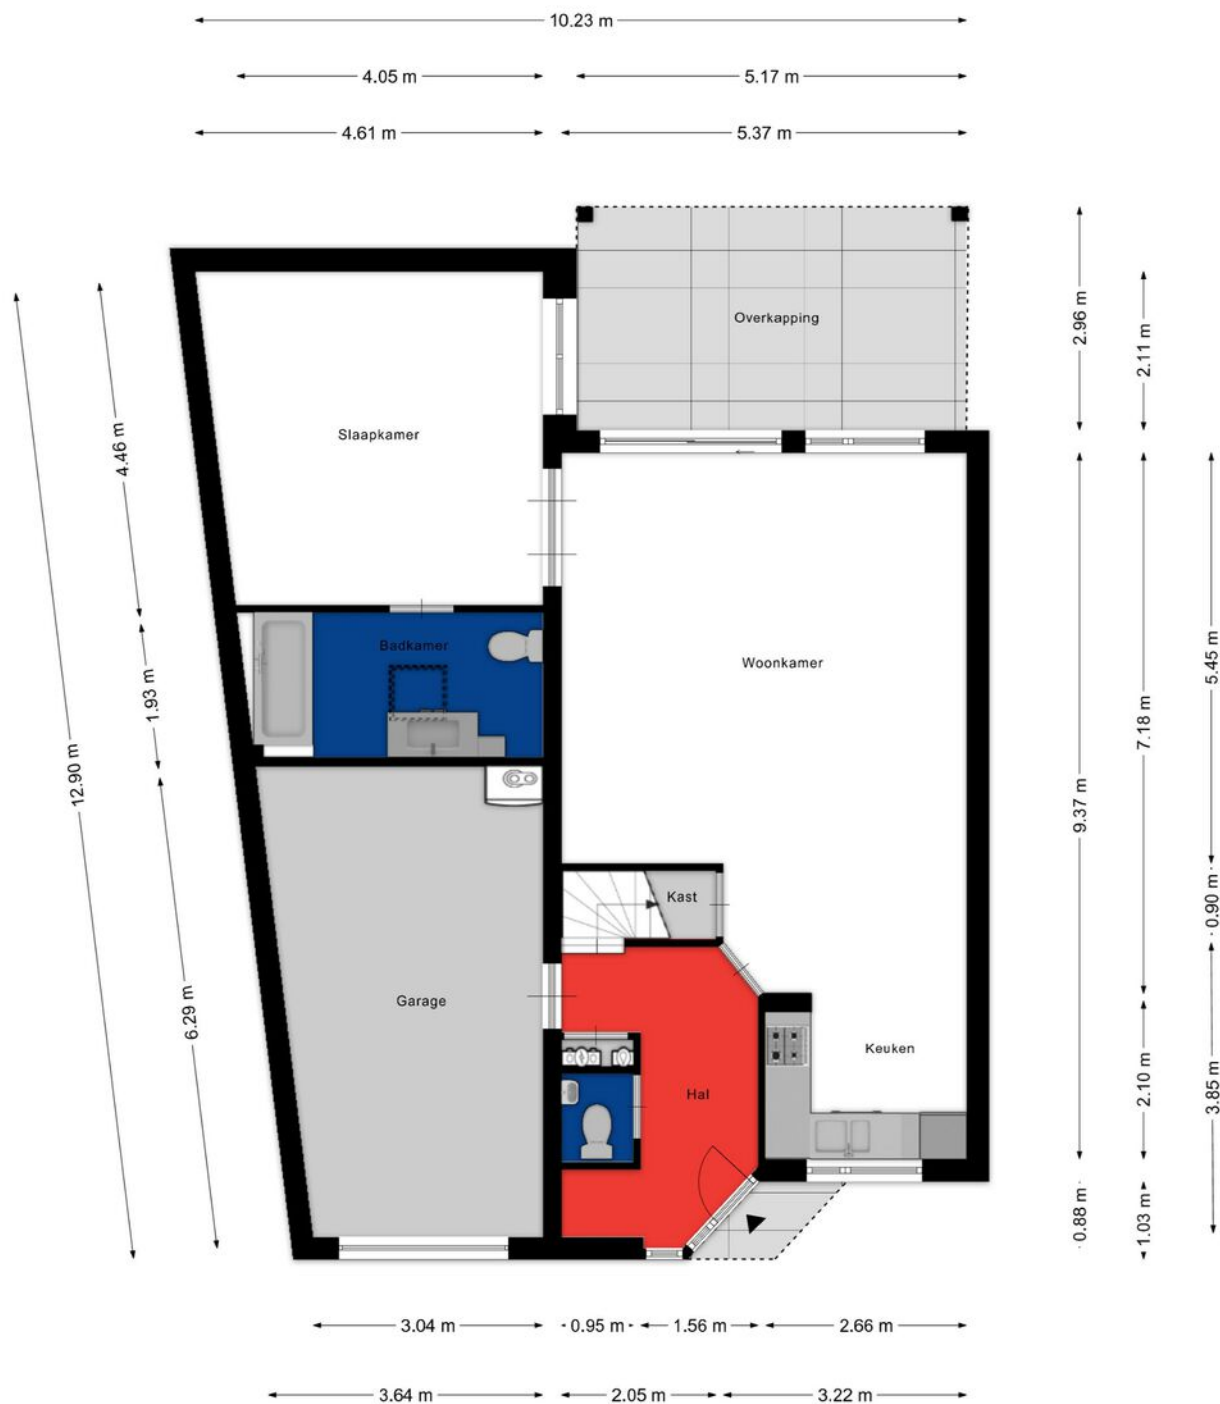 10.23 m
4.05 m
5.17 m
4.61 m
5.37 m
Overkapping
2.96 m
2.11 m
Slaapkamer
4.46 m
Badkamer
Woonkamer
5.45 m
1.93 m
7.18 m
12.90 m
9.37 m
Kast
0.90 m
Garage
6.29 m
Keuken
Hal
2.10 m
3.85 m
0.88 m
1.03 m
3.04 m
0.95 m
1.56 m
2.66 m
3.64 m
2.05 m
3.22 m